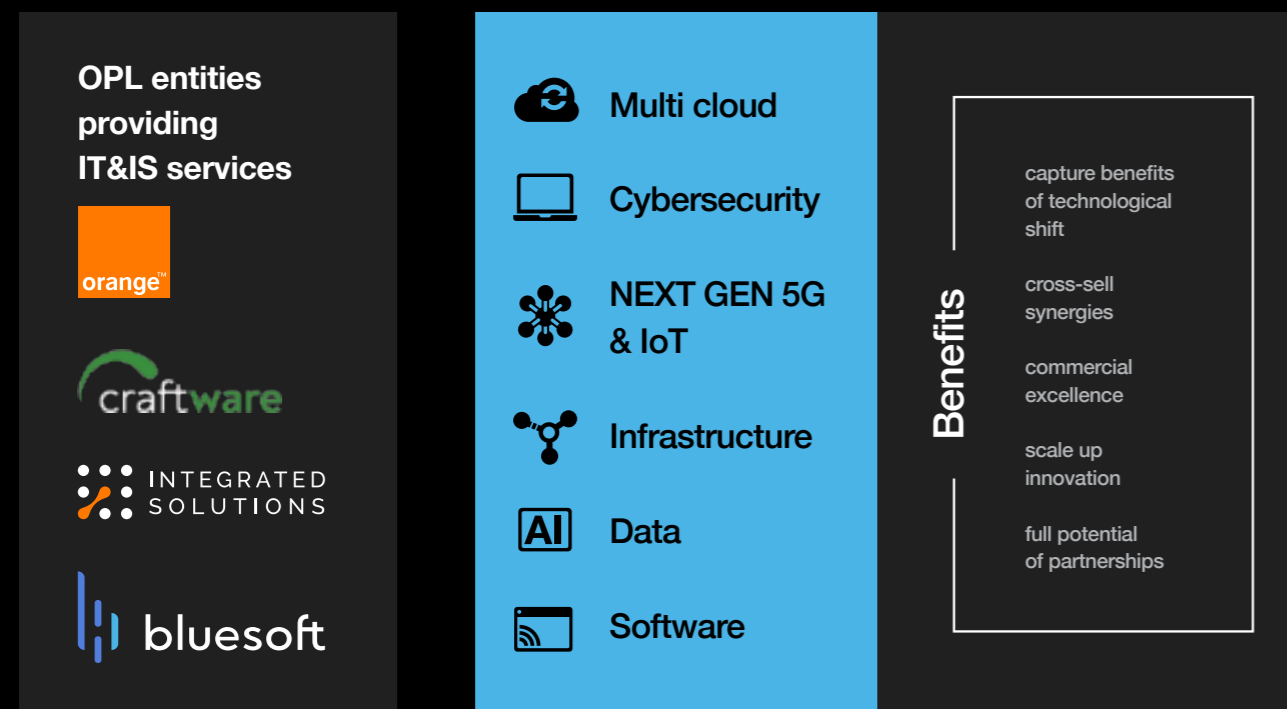 OPL entities
providing
IT&IS services
orange™
craftware
INTEGRATED
SOLUTIONS
bluesoft
Multi cloud
Cybersecurity
NEXT GEN 5G
& IoT
Infrastructure
AI
Data
Software
Benefits
capture benefits
of technological
shift
cross-sell
synergies
commercial
excellence
scale up
innovation
full potential
of partnerships